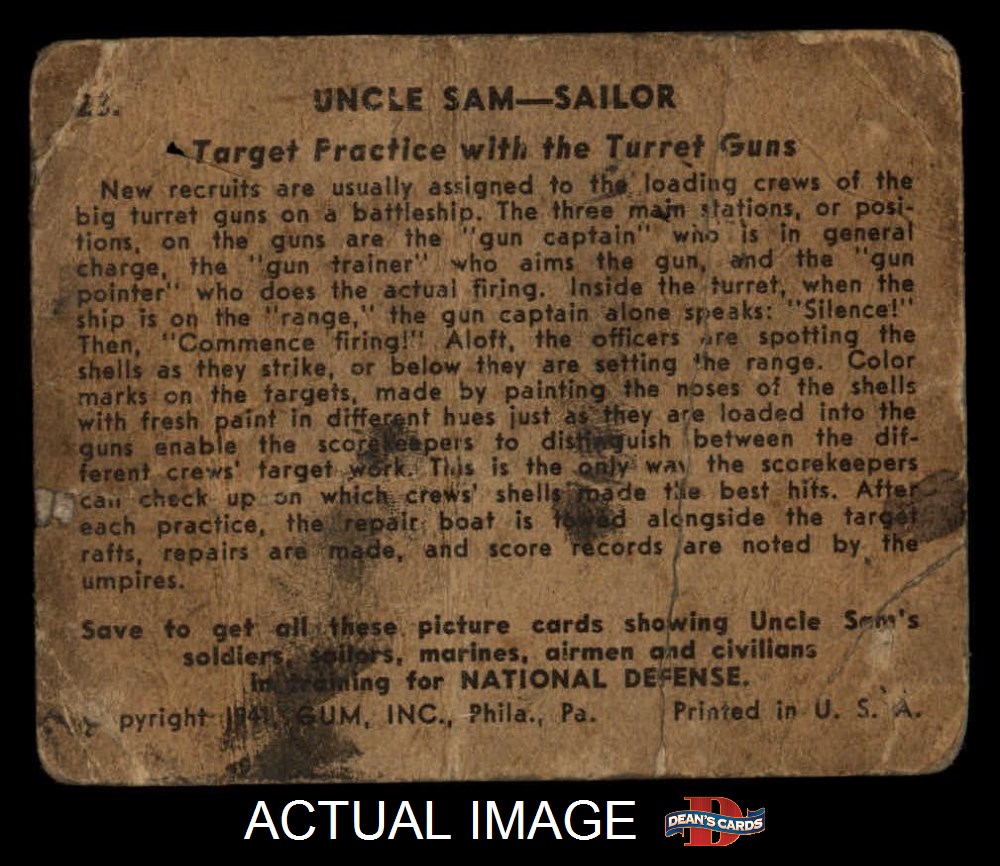 23.
UNCLE SAM—SAILOR
Target Practice with the Turret Guns
New recruits are usually assigned to the loading crews of the
big turret guns on a battleship. The three main stations, or posi-
tions, on the guns are the "gun captain" who is in general
charge, the "gun trainer" who aims the gun, and the "gun
pointer" who does the actual firing. Inside the turret, when the
ship is on the "range," the gun captain alone speaks: "Silence!"
Then, "Commence firing!" Aloft, the officers are spotting the
shells as they strike, or below they are setting the range. Color
marks on the targets, made by painting the noses of the shells
with fresh paint in different hues just as they are loaded into the
guns enable the scorekeepers to distinguish between the dif-
ferent crews' target work. This is the only way the scorekeepers
can check up on which crews' shells made the best hits. After
each practice, the repair boat is towed alongside the target
rafts, repairs are made, and score records are noted by the
umpires.
Save to get all these picture cards showing Uncle Sam's
soldiers, sailors, marines, airmen and civilians
in training for NATIONAL DEFENSE.
pyright 1941, GUM, INC., Phila., Pa. Printed in U. S. A.
ACTUAL IMAGE
DEAN'S CARDS